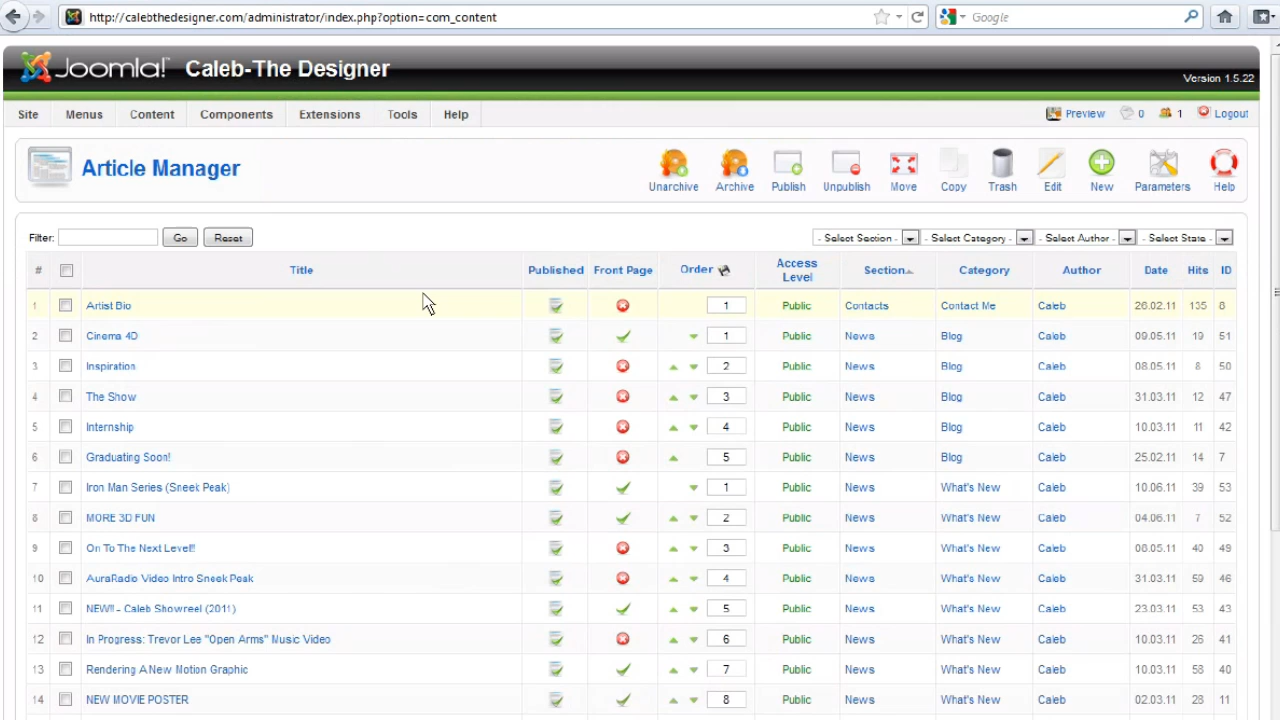 http://calebthedesigner.com/administrator/index.php?option=com_content
Google
Joomla! Caleb-The Designer
Version 1.5.22
Site Menus Content Components Extensions Tools Help Preview 0 1 Logout
Article Manager
Unarchive Archive Publish Unpublish Move Copy Trash Edit New Parameters Help
Filter: Go Reset - Select Section - - Select Category - - Select Author - - Select State -
# Title Published Front Page Order Access Level Section Category Author Date Hits ID
1 Artist Bio 1 Public Contacts Contact Me Caleb 26.02.11 135 8
2 Cinema 4D 1 Public News Blog Caleb 09.05.11 19 51
3 Inspiration 2 Public News Blog Caleb 08.05.11 8 50
4 The Show 3 Public News Blog Caleb 31.03.11 12 47
5 Internship 4 Public News Blog Caleb 10.03.11 11 42
6 Graduating Soon! 5 Public News Blog Caleb 25.02.11 14 7
7 Iron Man Series (Sneek Peak) 1 Public News What's New Caleb 10.06.11 39 53
8 MORE 3D FUN 2 Public News What's New Caleb 04.06.11 7 52
9 On To The Next Level!! 3 Public News What's New Caleb 08.05.11 40 49
10 AuraRadio Video Intro Sneek Peak 4 Public News What's New Caleb 31.03.11 59 46
11 NEW!! - Caleb Showreel (2011) 5 Public News What's New Caleb 23.03.11 53 43
12 In Progress: Trevor Lee "Open Arms" Music Video 6 Public News What's New Caleb 10.03.11 26 41
13 Rendering A New Motion Graphic 7 Public News What's New Caleb 10.03.11 58 40
14 NEW MOVIE POSTER 8 Public News What's New Caleb 02.03.11 28 11